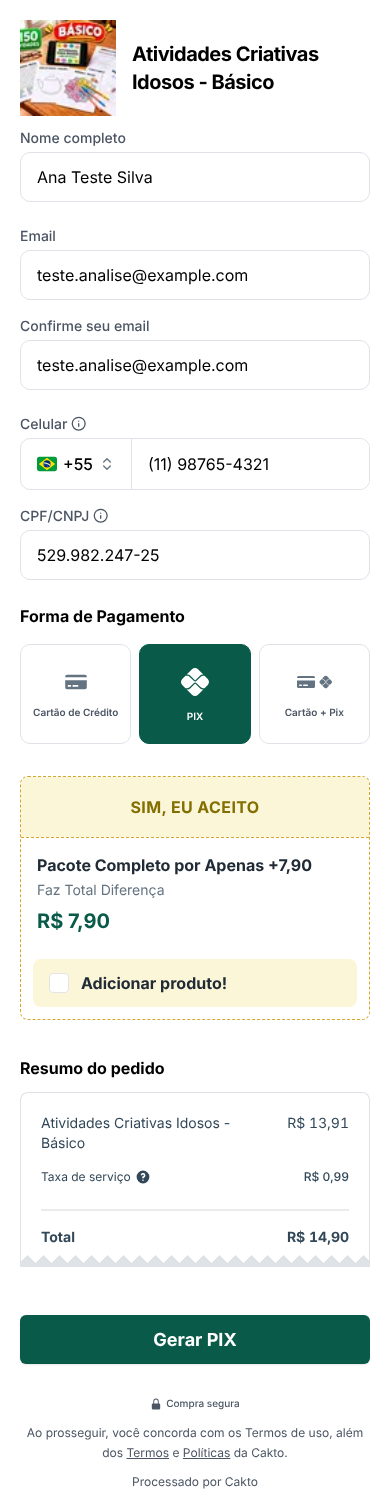 BÁSICO
150
Atividades Criativas
Idosos - Básico
Nome completo
Ana Teste Silva
Email
teste.analise@example.com
Confirme seu email
teste.analise@example.com
Celular
+55
(11) 98765-4321
CPF/CNPJ
529.982.247-25
Forma de Pagamento
Cartão de Crédito
PIX
Cartão + Pix
SIM, EU ACEITO
Pacote Completo por Apenas +7,90
Faz Total Diferença
R$ 7,90
Adicionar produto!
Resumo do pedido
Atividades Criativas Idosos - R$ 13,91
Básico
Taxa de serviço ? R$ 0,99
Total R$ 14,90
Gerar PIX
Compra segura
Ao prosseguir, você concorda com os Termos de uso, além
dos Termos e Políticas da Cakto.
Processado por Cakto